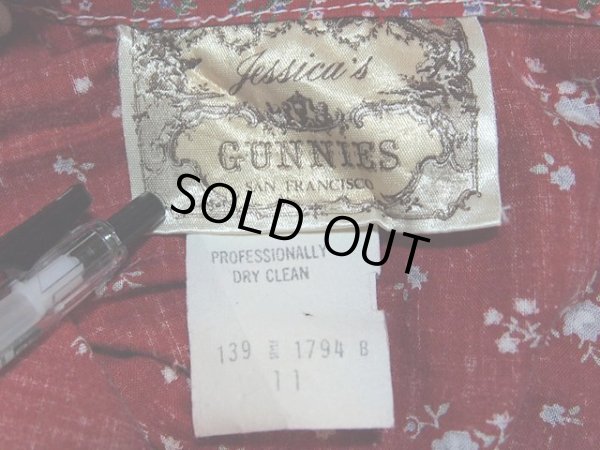 Jessica's
GUNNIES
SAN FRANCISCO
SOLD OUT
PROFESSIONALLY
DRY CLEAN
139 1794 B
11